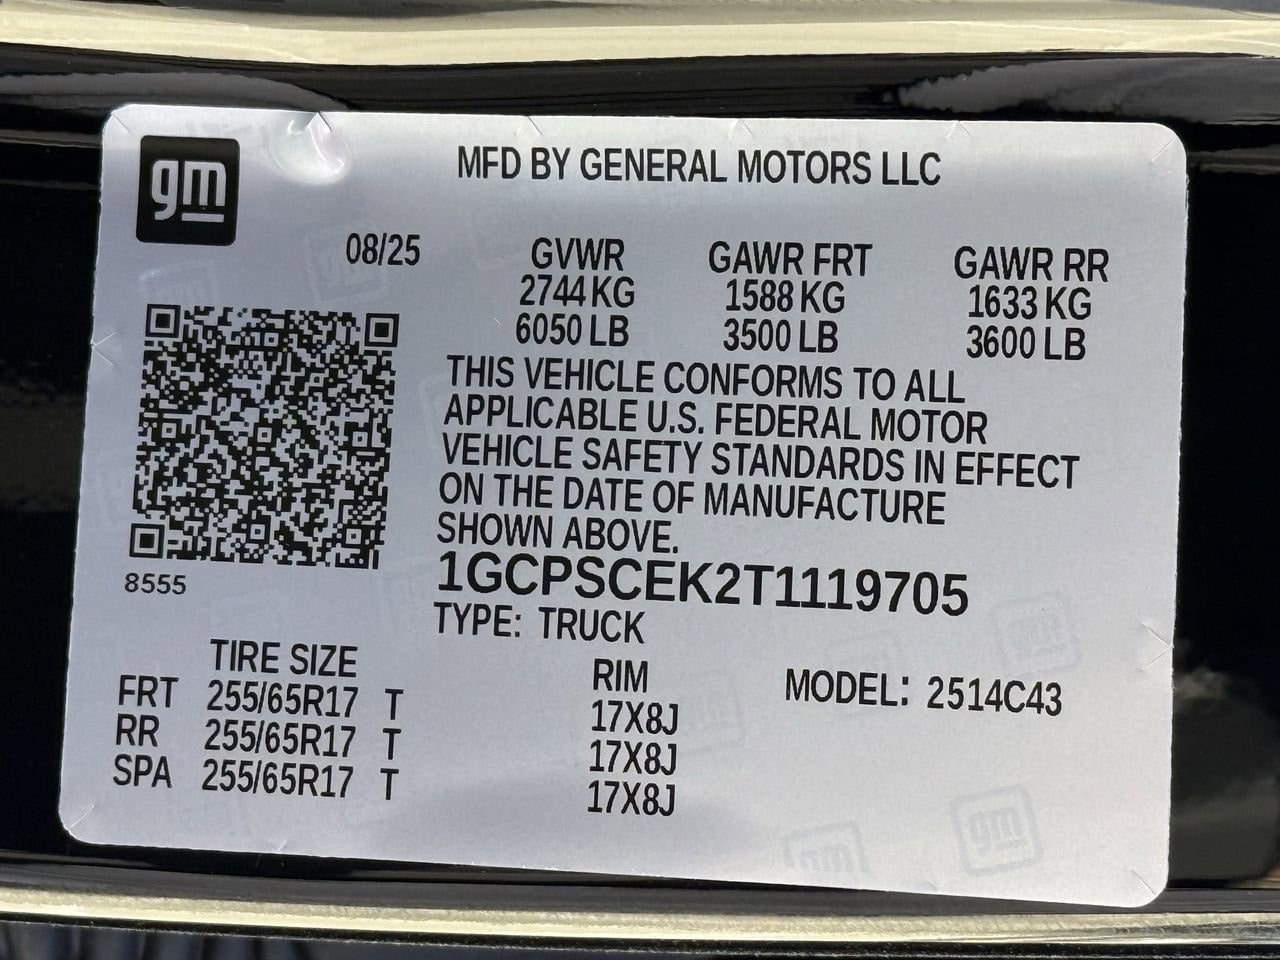 gm
MFD BY GENERAL MOTORS LLC
08/25 GVWR GAWR FRT GAWR RR
2744 KG 1588 KG 1633 KG
6050 LB 3500 LB 3600 LB
THIS VEHICLE CONFORMS TO ALL
APPLICABLE U.S. FEDERAL MOTOR
VEHICLE SAFETY STANDARDS IN EFFECT
ON THE DATE OF MANUFACTURE
SHOWN ABOVE.
8555
1GCPSCEK2T1119705
TYPE: TRUCK
TIRE SIZE RIM MODEL: 2514C43
FRT 255/65R17 T 17X8J
RR 255/65R17 T 17X8J
SPA 255/65R17 T 17X8J
gm
gm
gm